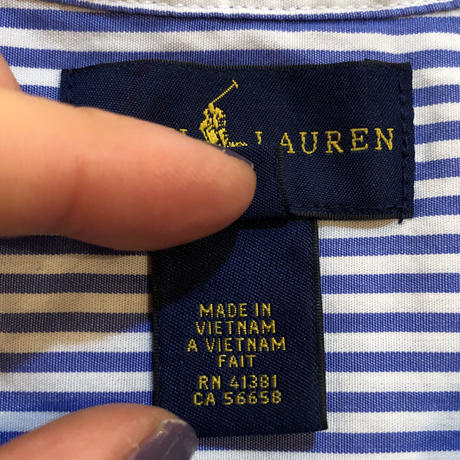 LAUREN
MADE IN
VIETNAM
A VIETNAM
FAIT
RN 41381
CA 56658